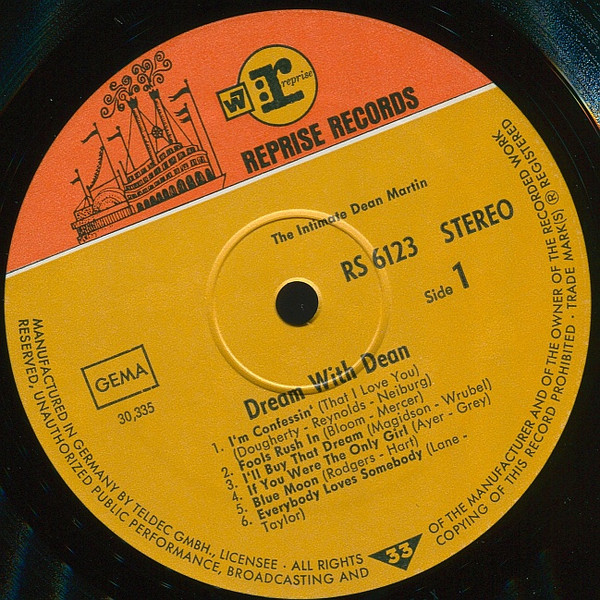 W7
r
reprise
REPRISE RECORDS
The Intimate Dean Martin
RS 6123 STEREO
Side 1
GEMA
30,335
Dream With Dean
1. I'm Confessin' (That I Love You)
(Dougherty - Reynolds - Neiburg)
2. Fools Rush In (Bloom - Mercer)
3. I'll Buy That Dream (Magidson - Wrubel)
4. If You Were The Only Girl (Ayer - Grey)
5. Blue Moon (Rodgers - Hart)
6. Everybody Loves Somebody (Lane -
Taylor)
33
MANUFACTURED IN GERMANY BY TELDEC GMBH., LICENSEE · ALL RIGHTS OF THE MANUFACTURER AND OF THE OWNER OF THE RECORDED WORK
RESERVED, UNAUTHORIZED PUBLIC PERFORMANCE, BROADCASTING AND COPYING OF THIS RECORD PROHIBITED · TRADE MARK(S) ® REGISTERED